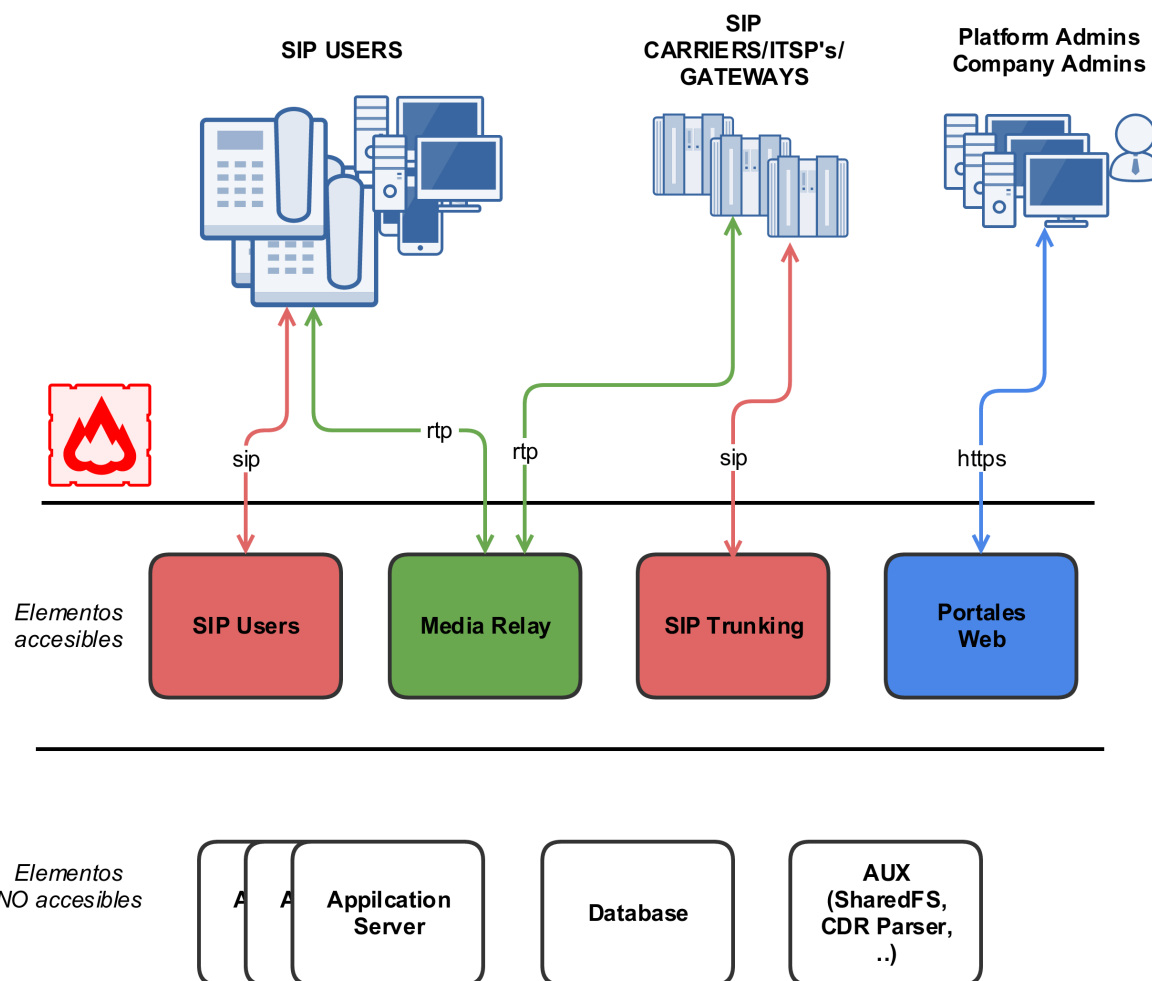 SIP USERS
SIP
CARRIERS/ITSP's/
GATEWAYS
Platform Admins
Company Admins
rtp
rtp
sip
sip
https
Elementos
accesibles
SIP Users
Media Relay
SIP Trunking
Portales
Web
Elementos
NO accesibles
A
A
Appilcation
Server
Database
AUX
(SharedFS,
CDR Parser,
..)